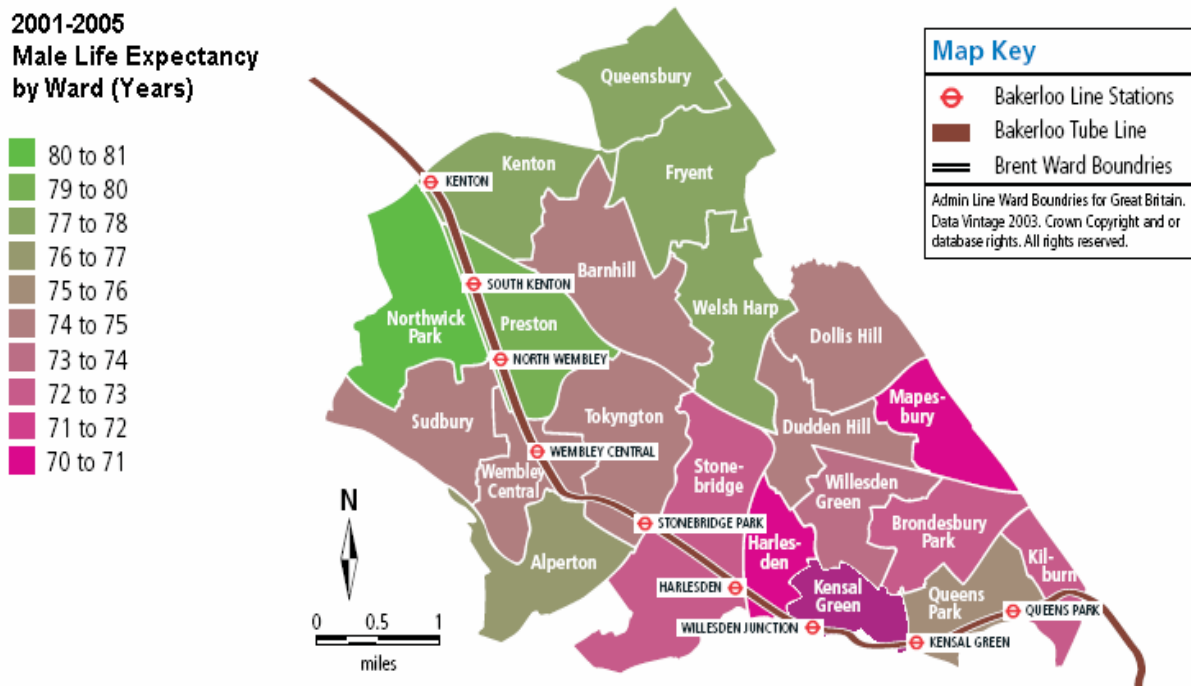 2001-2005
Male Life Expectancy
by Ward (Years)
80 to 81
79 to 80
77 to 78
76 to 77
75 to 76
74 to 75
73 to 74
72 to 73
71 to 72
70 to 71
Map Key
Bakerloo Line Stations
Bakerloo Tube Line
Brent Ward Boundries
Admin Line Ward Boundries for Great Britain.
Data Vintage 2003. Crown Copyright and or
database rights. All rights reserved.
Queensbury
Kenton
Fryent
KENTON
Barnhill
SOUTH KENTON
Northwick
Park
Preston
Welsh Harp
Dollis Hill
NORTH WEMBLEY
Mapes-
bury
Sudbury
Tokyngton
Dudden Hill
WEMBLEY CENTRAL
Wembley
Central
Stone-
bridge
Willesden
Green
STONEBRIDGE PARK
Brondesbury
Park
Alperton
Harles-
den
Kil-
burn
HARLESDEN
Kensal
Green
Queens
Park
QUEENS PARK
WILLESDEN JUNCTION
KENSAL GREEN
N
0 0.5 1
miles